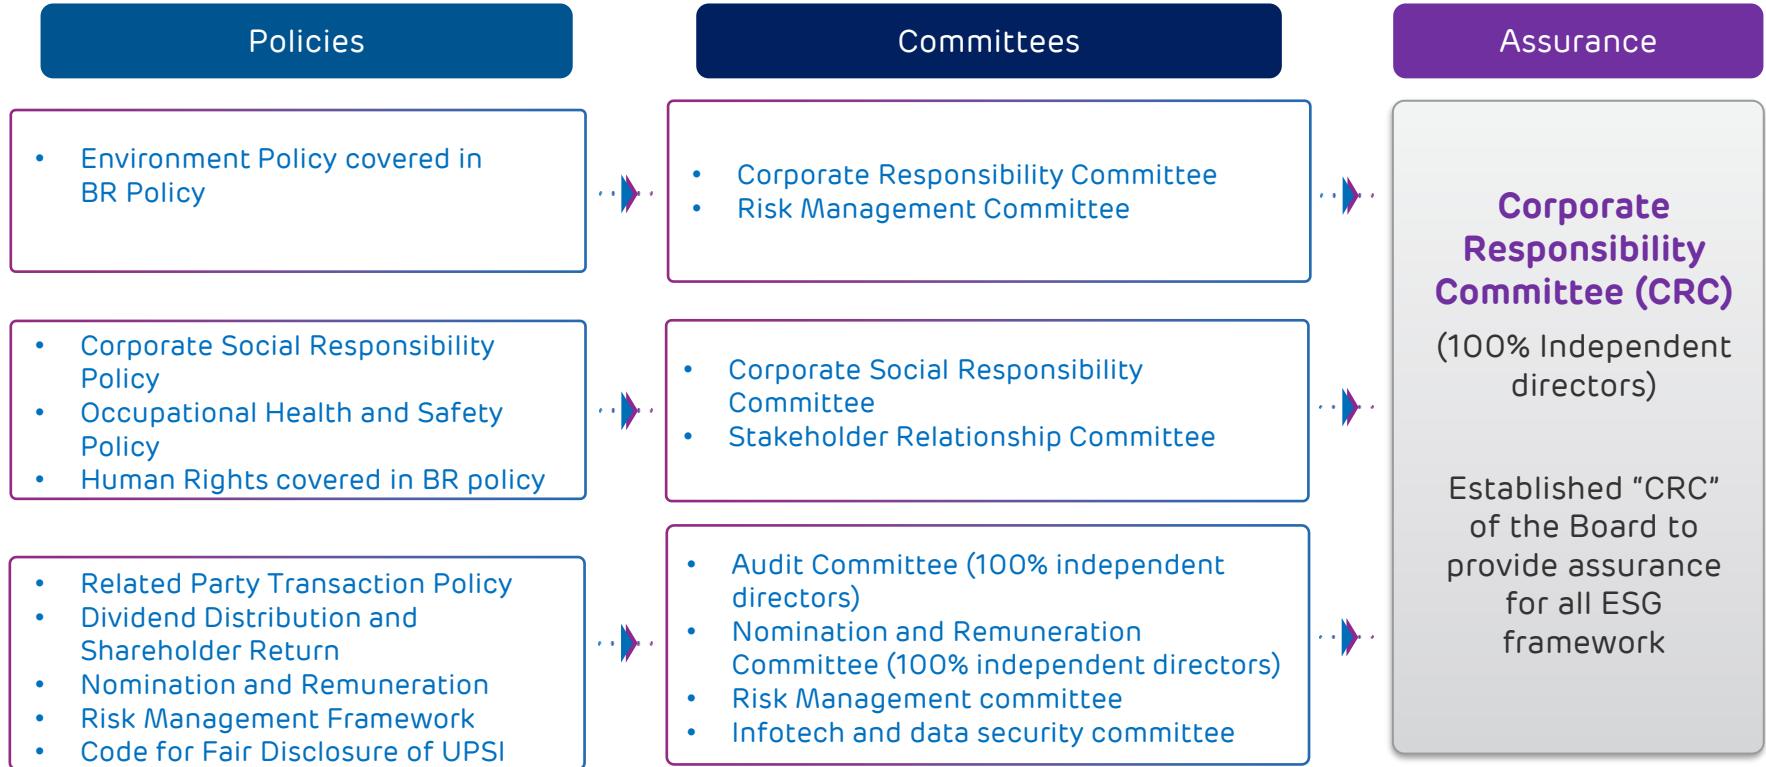 Policies
Committees
Assurance
• Environment Policy covered in
BR Policy
• Corporate Responsibility Committee
• Risk Management Committee
• Corporate Social Responsibility
Policy
• Occupational Health and Safety
Policy
• Human Rights covered in BR policy
• Corporate Social Responsibility
Committee
• Stakeholder Relationship Committee
• Related Party Transaction Policy
• Dividend Distribution and
Shareholder Return
• Nomination and Remuneration
• Risk Management Framework
• Code for Fair Disclosure of UPSI
• Audit Committee (100% independent
directors)
• Nomination and Remuneration
Committee (100% independent directors)
• Risk Management committee
• Infotech and data security committee
Corporate
Responsibility
Committee (CRC)
(100% Independent
directors)
Established "CRC"
of the Board to
provide assurance
for all ESG
framework